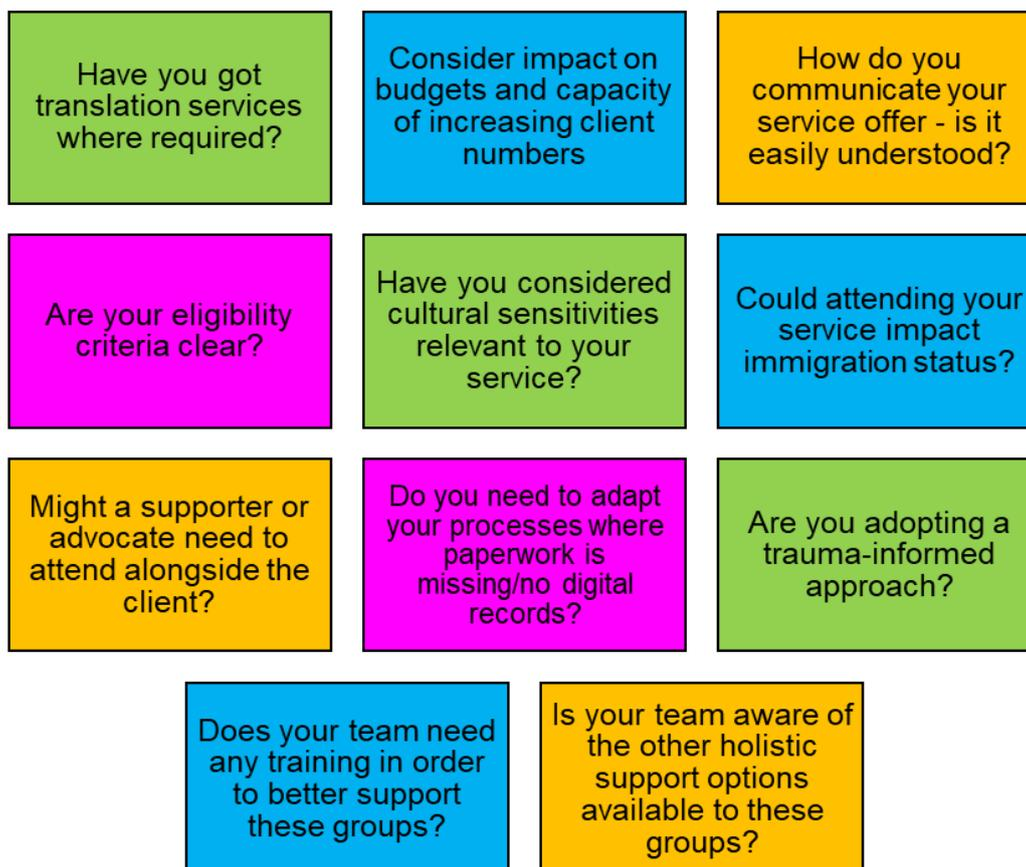 Have you got
translation services
where required?
Consider impact on
budgets and capacity
of increasing client
numbers
How do you
communicate your
service offer - is it
easily understood?
Are your eligibility
criteria clear?
Have you considered
cultural sensitivities
relevant to your
service?
Could attending your
service impact
immigration status?
Might a supporter or
advocate need to
attend alongside the
client?
Do you need to adapt
your processes where
paperwork is
missing/no digital
records?
Are you adopting a
trauma-informed
approach?
Does your team need
any training in order
to better support
these groups?
Is your team aware of
the other holistic
support options
available to these
groups?